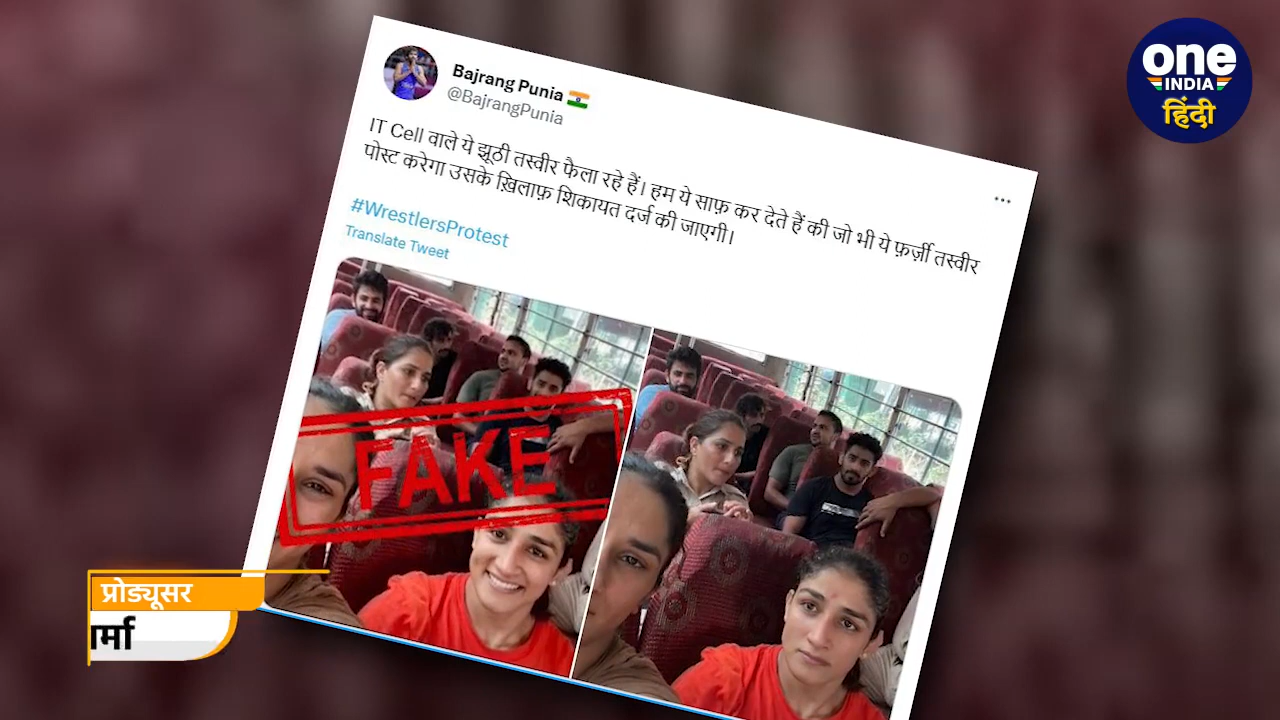 Bajrang Punia
@BajrangPunia
IT Cell वाले ये झूठी तस्वीर फैला रहे हैं। हम ये साफ़ कर देते हैं की जो भी ये फ़र्ज़ी तस्वीर
पोस्ट करेगा उसके ख़िलाफ़ शिकायत दर्ज की जाएगी।
#WrestlersProtest
Translate Tweet
FAKE
one
INDIA
हिंदी
प्रोड्यूसर
र्मा